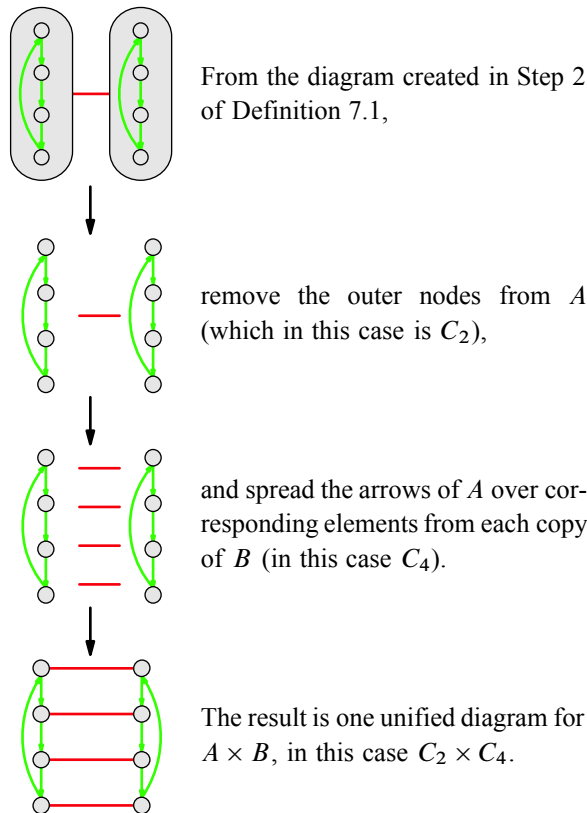 From the diagram created in Step 2
of Definition 7.1,
remove the outer nodes from A
(which in this case is C₂),
and spread the arrows of A over cor-
responding elements from each copy
of B (in this case C₄).
The result is one unified diagram for
A × B, in this case C₂ × C₄.